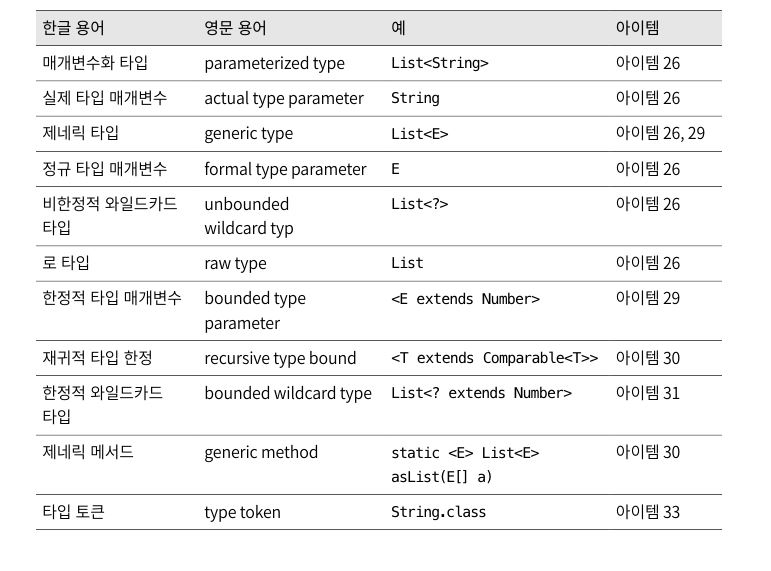 한글 용어 영문 용어 예 아이템
매개변수화 타입 parameterized type List<String> 아이템 26
실제 타입 매개변수 actual type parameter String 아이템 26
제네릭 타입 generic type List<E> 아이템 26, 29
정규 타입 매개변수 formal type parameter E 아이템 26
비한정적 와일드카드 unbounded List<?> 아이템 26
타입 wildcard typ
로 타입 raw type List 아이템 26
한정적 타입 매개변수 bounded type <E extends Number> 아이템 29
parameter
재귀적 타입 한정 recursive type bound <T extends Comparable<T>> 아이템 30
한정적 와일드카드 bounded wildcard type List<? extends Number> 아이템 31
타입
제네릭 메서드 generic method static <E> List<E> 아이템 30
asList(E[] a)
타입 토큰 type token String.class 아이템 33